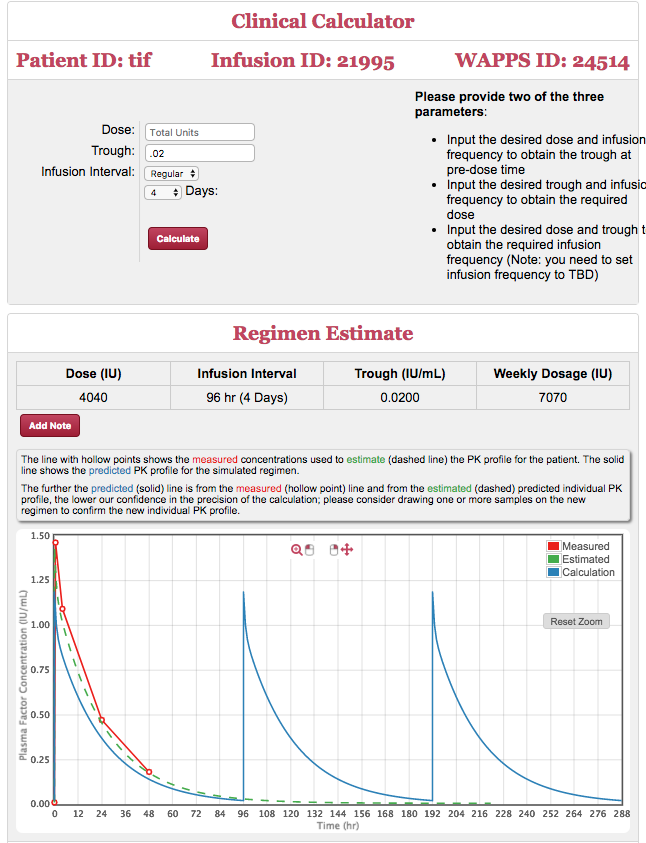 Clinical Calculator
Patient ID: tif Infusion ID: 21995 WAPPS ID: 24514
Please provide two of the three
parameters:
Dose: Total Units
Trough: .02
Infusion Interval: Regular
4 Days:
Calculate
• Input the desired dose and infusion
frequency to obtain the trough at
pre-dose time
• Input the desired trough and infusio
frequency to obtain the required
dose
• Input the desired dose and trough t
obtain the required infusion
frequency (Note: you need to set
infusion frequency to TBD)
Regimen Estimate
Dose (IU) Infusion Interval Trough (IU/mL) Weekly Dosage (IU)
4040 96 hr (4 Days) 0.0200 7070
Add Note
The line with hollow points shows the measured concentrations used to estimate (dashed line) the PK profile for the patient. The solid
line shows the predicted PK profile for the simulated regimen.
The further the predicted (solid) line is from the measured (hollow point) line and from the estimated (dashed) predicted individual PK
profile, the lower our confidence in the precision of the calculation; please consider drawing one or more samples on the new
regimen to confirm the new individual PK profile.
Measured
Estimated
Calculation
Reset Zoom
Plasma Factor Concentration (IU/mL)
1.50
1.25
1.00
0.75
0.50
0.25
0.00
0 12 24 36 48 60 72 84 96 108 120 132 144 156 168 180 192 204 216 228 240 252 264 276 288
Time (hr)